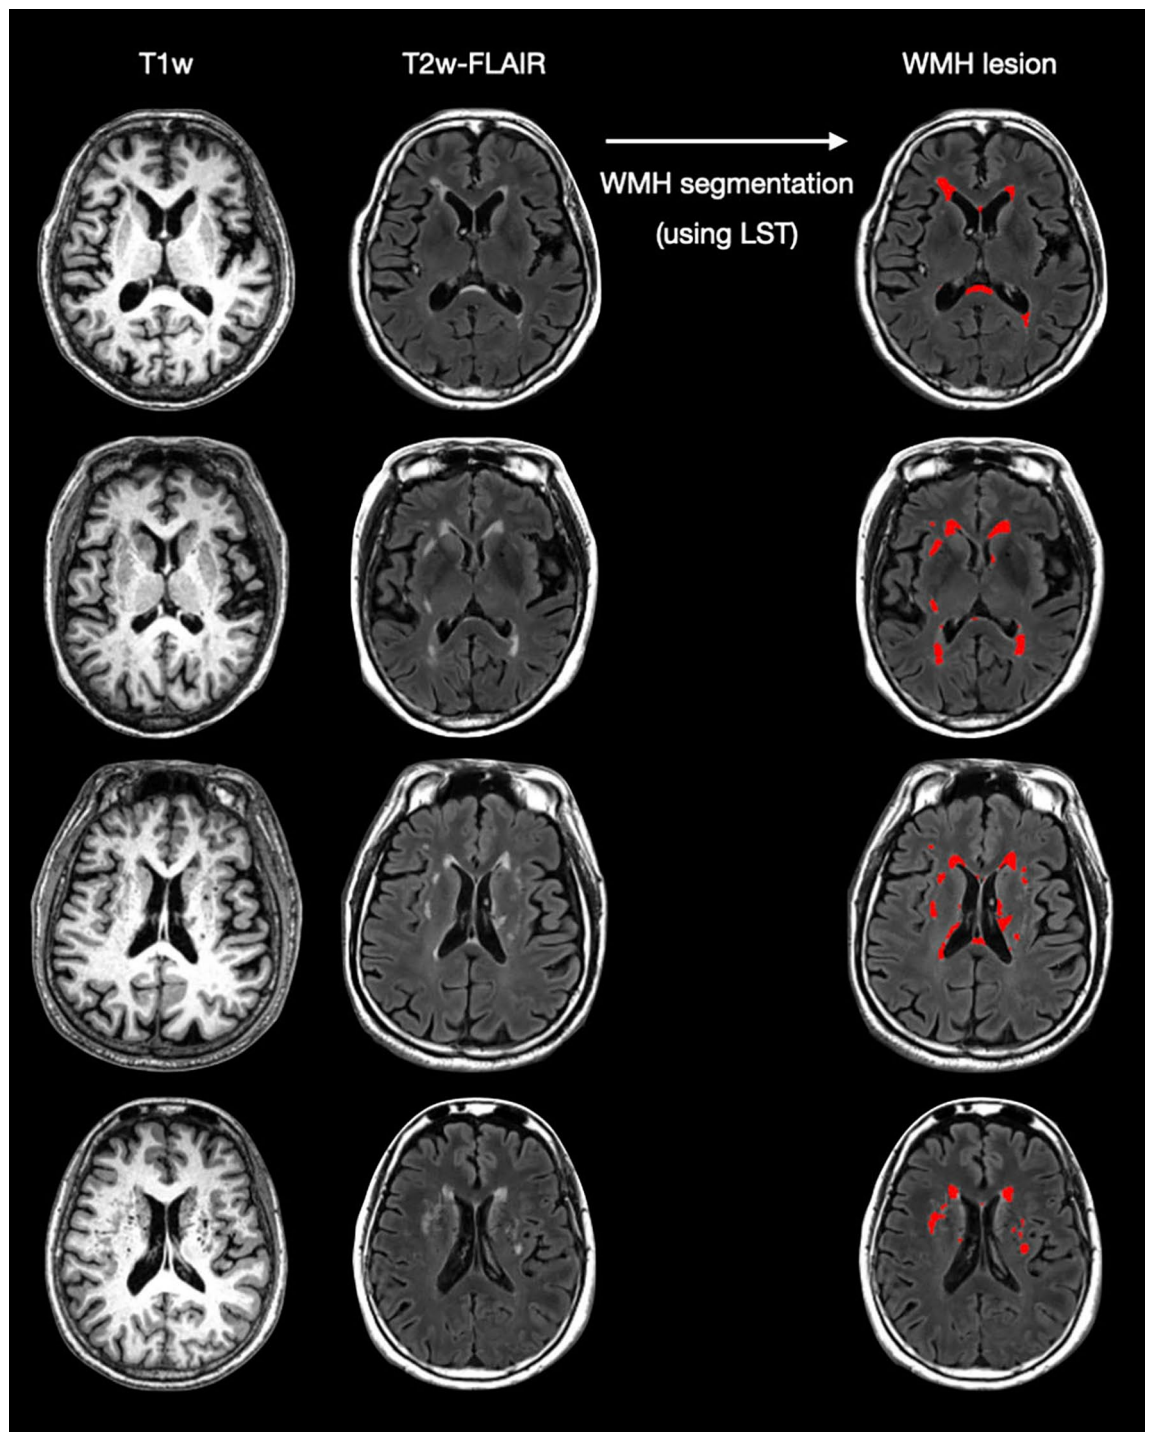 T1w
T2w-FLAIR
WMH lesion
WMH segmentation
(using LST)